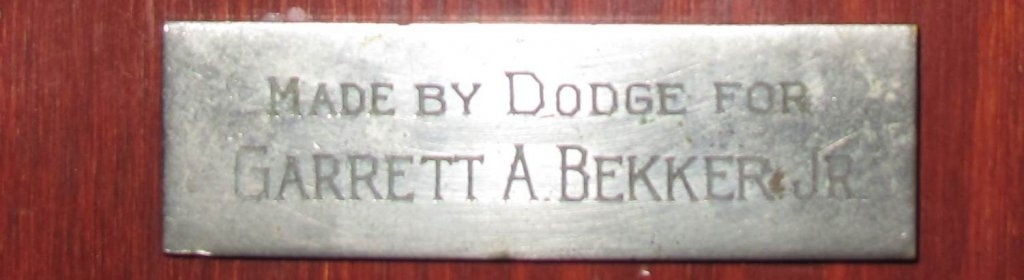 MADE BY DODGE FOR
GARRETT A. BEKKER, JR.